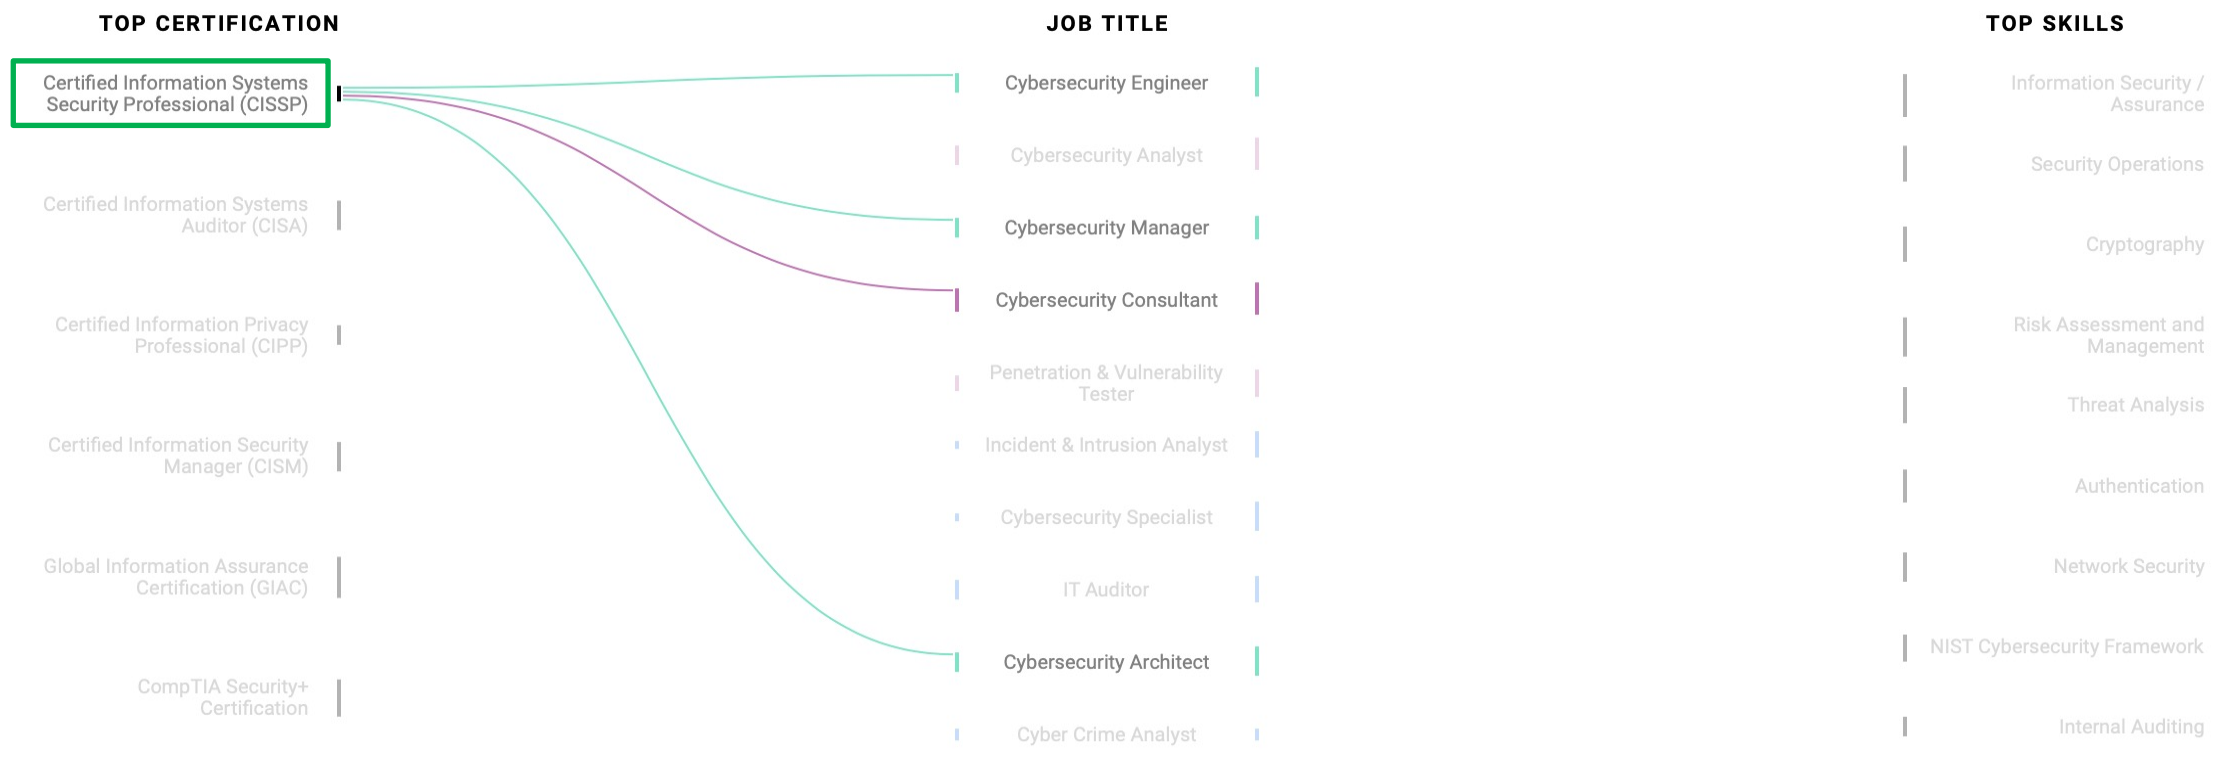 TOP CERTIFICATION
Certified Information Systems
Security Professional (CISSP)
Certified Information Systems
Auditor (CISA)
Certified Information Privacy
Professional (CIPP)
Certified Information Security
Manager (CISM)
Global Information Assurance
Certification (GIAC)
CompTIA Security+
Certification
JOB TITLE
Cybersecurity Engineer
Cybersecurity Analyst
Cybersecurity Manager
Cybersecurity Consultant
Penetration & Vulnerability
Tester
Incident & Intrusion Analyst
Cybersecurity Specialist
IT Auditor
Cybersecurity Architect
Cyber Crime Analyst
TOP SKILLS
Information Security /
Assurance
Security Operations
Cryptography
Risk Assessment and
Management
Threat Analysis
Authentication
Network Security
NIST Cybersecurity Framework
Internal Auditing